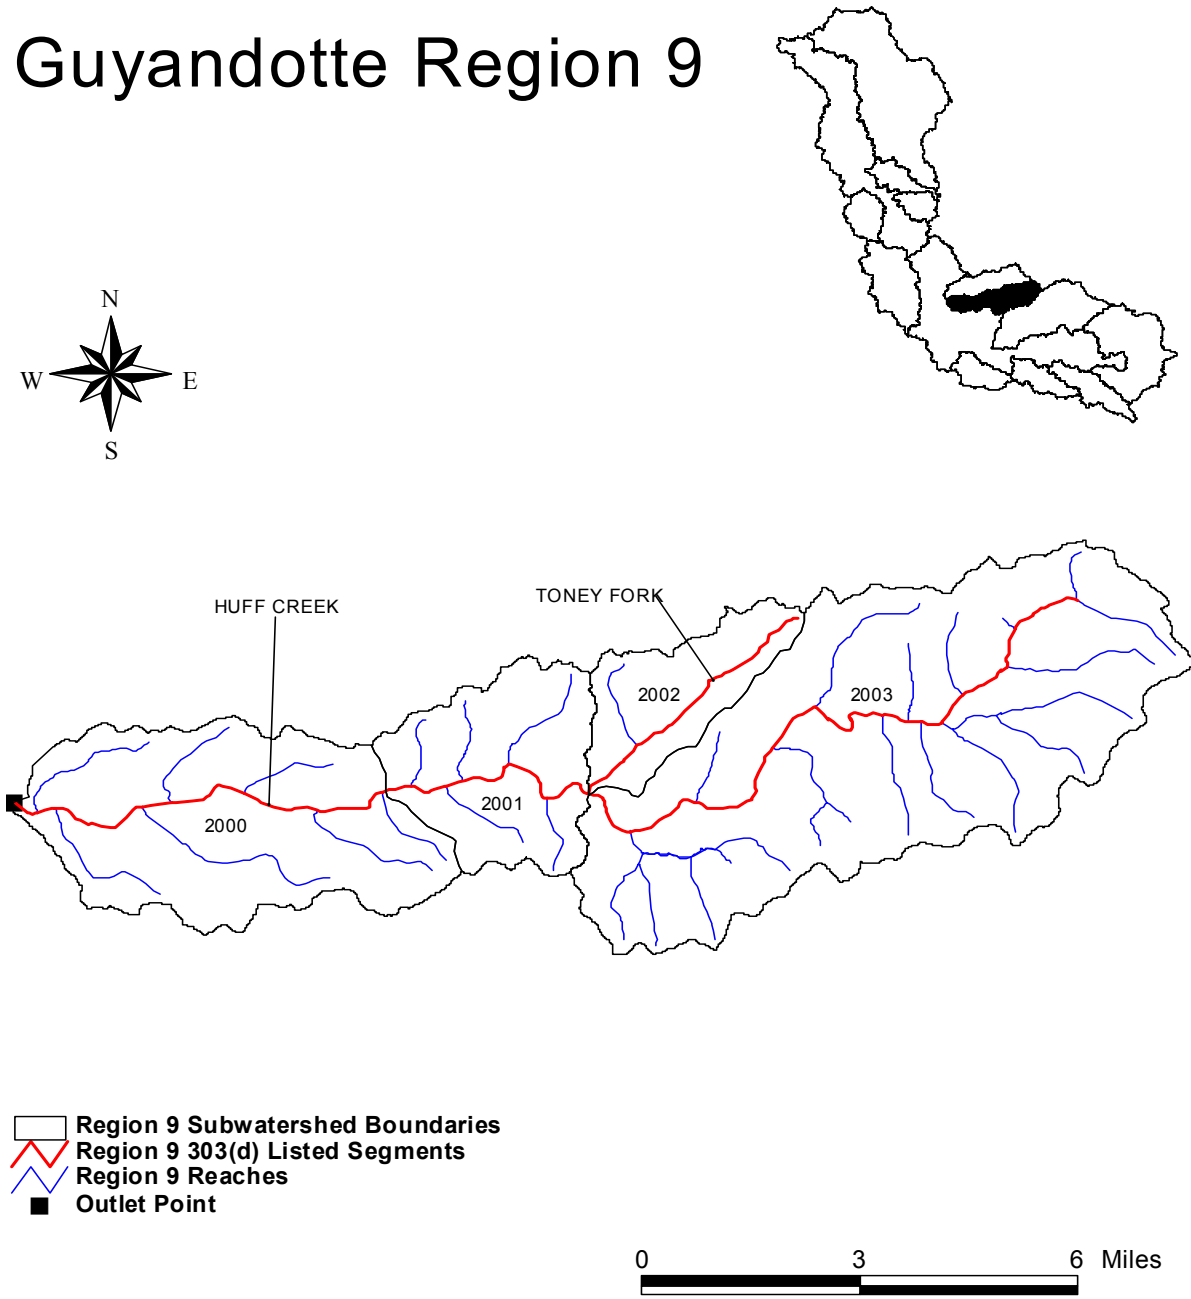 Guyandotte Region 9
N
W E
S
HUFF CREEK
TONEY FORK
2002
2003
2001
2000
Region 9 Subwatershed Boundaries
Region 9 303(d) Listed Segments
Region 9 Reaches
Outlet Point
0 3 6 Miles